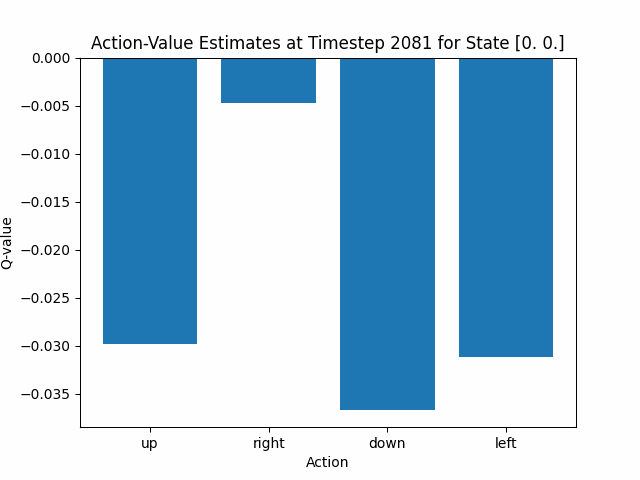 Action-Value Estimates at Timestep 2081 for State [0. 0.]
0.000
−0.005
−0.010
−0.015
−0.020
−0.025
−0.030
−0.035
Q-value
up right down left
Action